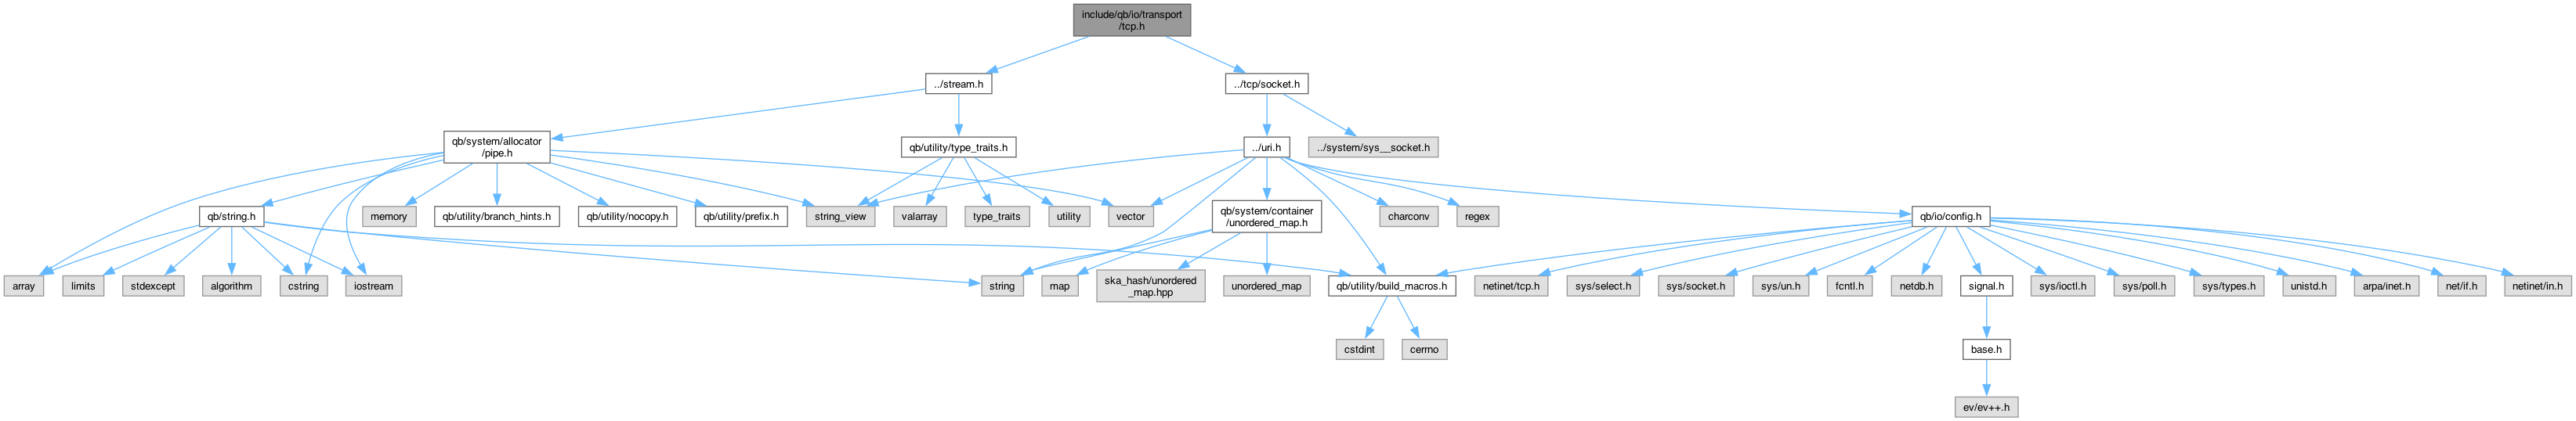 include/qb/io/transport
/tcp.h
../stream.h
../tcp/socket.h
qb/system/allocator
/pipe.h
qb/utility/type_traits.h
../uri.h
../system/sys__socket.h
qb/string.h
memory
qb/utility/branch_hints.h
qb/utility/nocopy.h
qb/utility/prefix.h
string_view
valarray
type_traits
utility
vector
qb/system/container
/unordered_map.h
charconv
regex
qb/io/config.h
array
limits
stdexcept
algorithm
cstring
iostream
string
map
ska_hash/unordered
_map.hpp
unordered_map
qb/utility/build_macros.h
netinet/tcp.h
sys/select.h
sys/socket.h
sys/un.h
fcntl.h
netdb.h
signal.h
sys/ioctl.h
sys/poll.h
sys/types.h
unistd.h
arpa/inet.h
net/if.h
netinet/in.h
cstdint
cerrno
base.h
ev/ev++.h